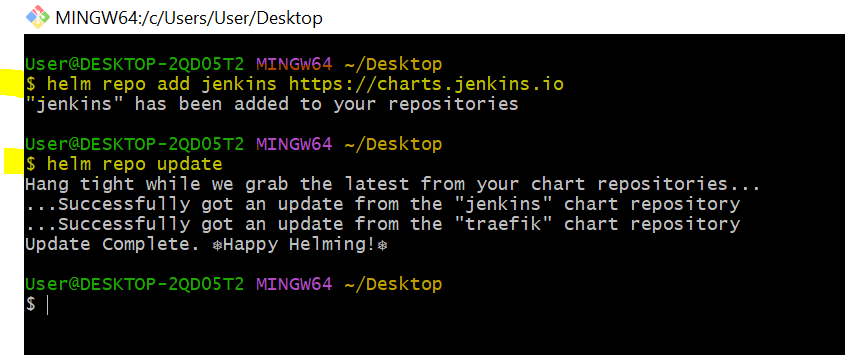 MINGW64:/c/Users/User/Desktop
User@DESKTOP-2QDO5T2 MINGW64 ~/Desktop
$ helm repo add jenkins https://charts.jenkins.io
"jenkins" has been added to your repositories
User@DESKTOP-2QDO5T2 MINGW64 ~/Desktop
$ helm repo update
Hang tight while we grab the latest from your chart repositories...
...Successfully got an update from the "jenkins" chart repository
...Successfully got an update from the "traefik" chart repository
Update Complete. ⎈Happy Helming!⎈
User@DESKTOP-2QDO5T2 MINGW64 ~/Desktop
$